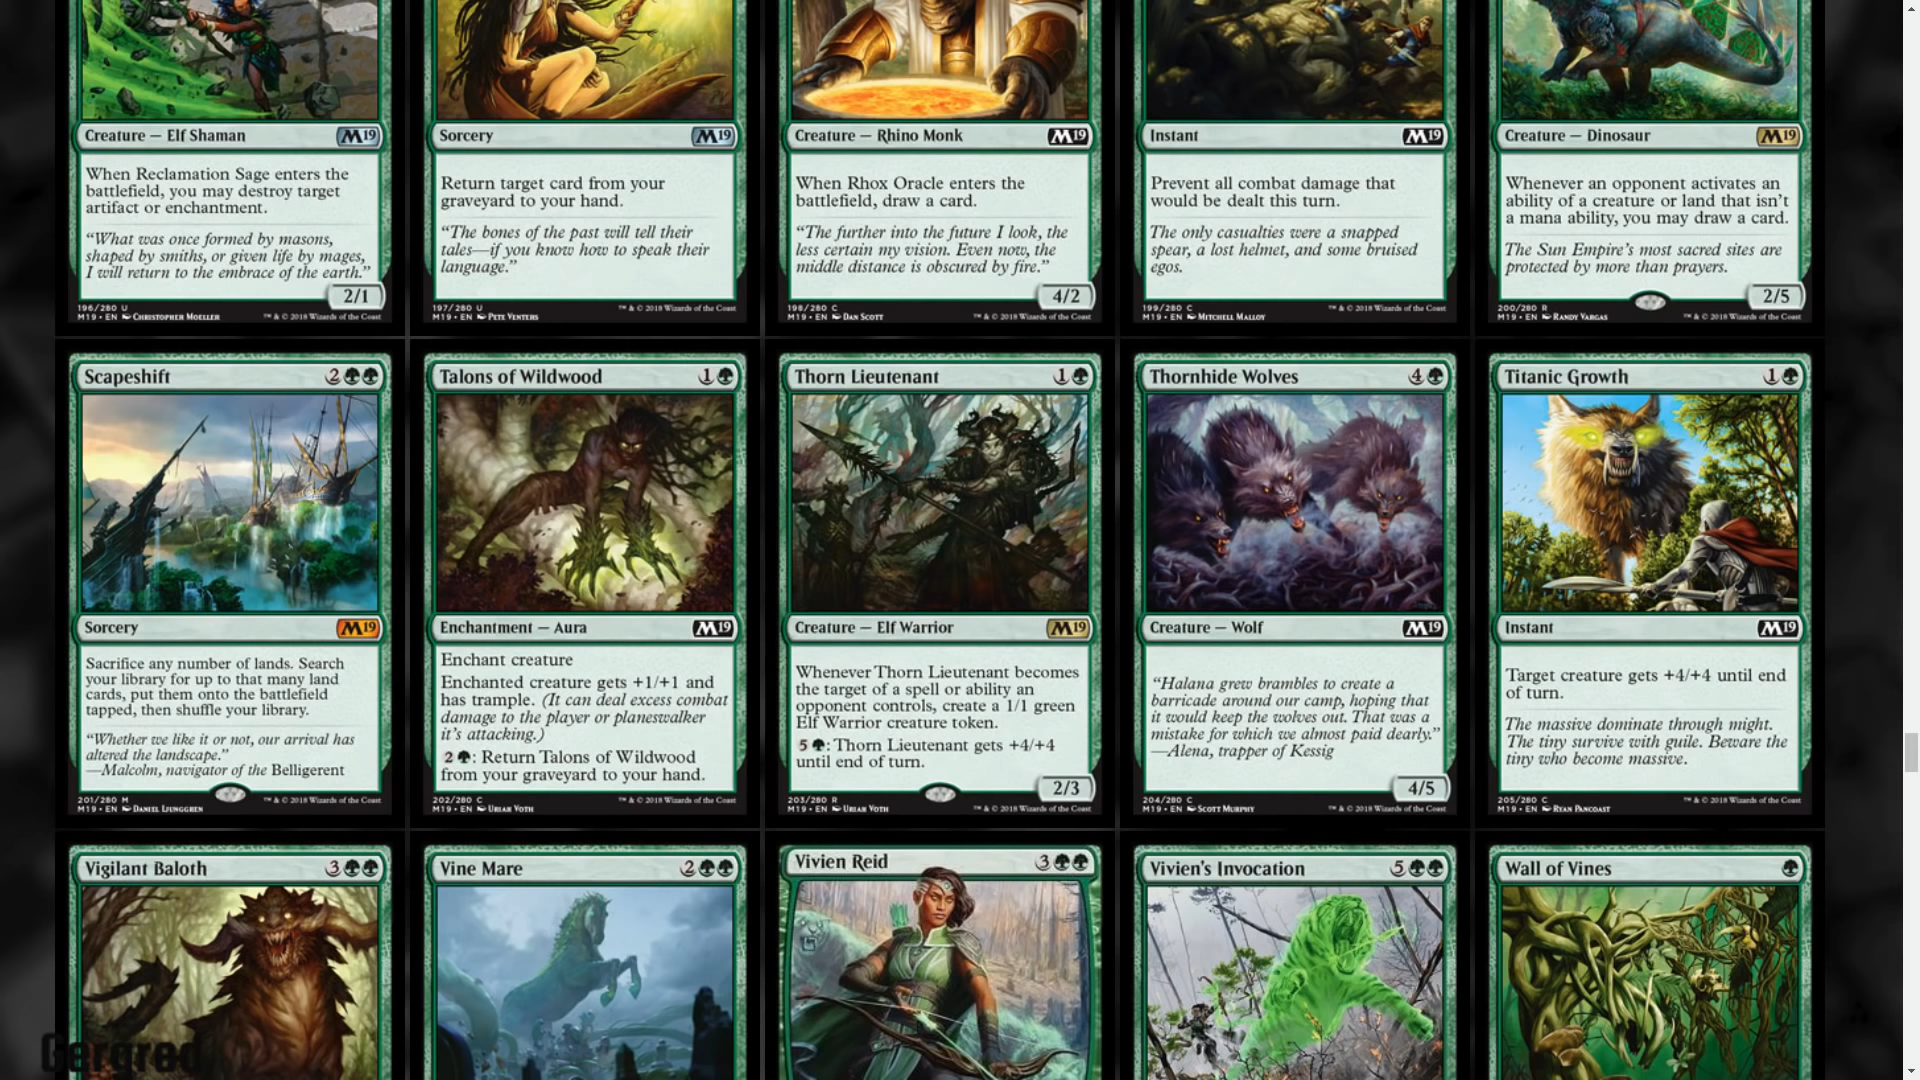 Creature — Elf Shaman M19
When Reclamation Sage enters the
battlefield, you may destroy target
artifact or enchantment.
“What was once formed by masons,
shaped by smiths, or given life by mages,
I will return to the embrace of the earth.”
2/1
196/280 U
M19 • EN Christopher Moeller ™ & © 2018 Wizards of the Coast
Sorcery M19
Return target card from your
graveyard to your hand.
“The bones of the past will tell their
tales—if you know how to speak their
language.”
197/280 U
M19 • EN Pete Venters ™ & © 2018 Wizards of the Coast
Creature — Rhino Monk M19
When Rhox Oracle enters the
battlefield, draw a card.
“The further into the future I look, the
less certain my vision. Even now, the
middle distance is obscured by fire.”
4/2
198/280 C
M19 • EN Dan Scott ™ & © 2018 Wizards of the Coast
Instant M19
Prevent all combat damage that
would be dealt this turn.
The only casualties were a snapped
spear, a lost helmet, and some bruised
egos.
199/280 C
M19 • EN Mitchell Malloy ™ & © 2018 Wizards of the Coast
Creature — Dinosaur M19
Whenever an opponent activates an
ability of a creature or land that isn’t
a mana ability, you may draw a card.
The Sun Empire’s most sacred sites are
protected by more than prayers.
2/5
200/280 R
M19 • EN Randy Vargas ™ & © 2018 Wizards of the Coast
Scapeshift 2
Sorcery M19
Sacrifice any number of lands. Search
your library for up to that many land
cards, put them onto the battlefield
tapped, then shuffle your library.
“Whether we like it or not, our arrival has
altered the landscape.”
—Malcolm, navigator of the Belligerent
201/280 M
M19 • EN Daniel Ljunggren ™ & © 2018 Wizards of the Coast
Talons of Wildwood 1
Enchantment — Aura M19
Enchant creature
Enchanted creature gets +1/+1 and
has trample. (It can deal excess combat
damage to the player or planeswalker
it’s attacking.)
2 : Return Talons of Wildwood
from your graveyard to your hand.
202/280 C
M19 • EN Uriah Voth ™ & © 2018 Wizards of the Coast
Thorn Lieutenant 1
Creature — Elf Warrior M19
Whenever Thorn Lieutenant becomes
the target of a spell or ability an
opponent controls, create a 1/1 green
Elf Warrior creature token.
5 : Thorn Lieutenant gets +4/+4
until end of turn.
2/3
203/280 R
M19 • EN Uriah Voth ™ & © 2018 Wizards of the Coast
Thornhide Wolves 4
Creature — Wolf M19
“Halana grew brambles to create a
barricade around our camp, hoping that
it would keep the wolves out. That was a
mistake for which we almost paid dearly.”
—Alena, trapper of Kessig
4/5
204/280 C
M19 • EN Scott Murphy ™ & © 2018 Wizards of the Coast
Titanic Growth 1
Instant M19
Target creature gets +4/+4 until end
of turn.
The massive dominate through might.
The tiny survive with guile. Beware the
tiny who become massive.
205/280 C
M19 • EN Ryan Pancoast ™ & © 2018 Wizards of the Coast
Vigilant Baloth 3
Vine Mare 2
Vivien Reid 3
Vivien’s Invocation 5
Wall of Vines
Gergred